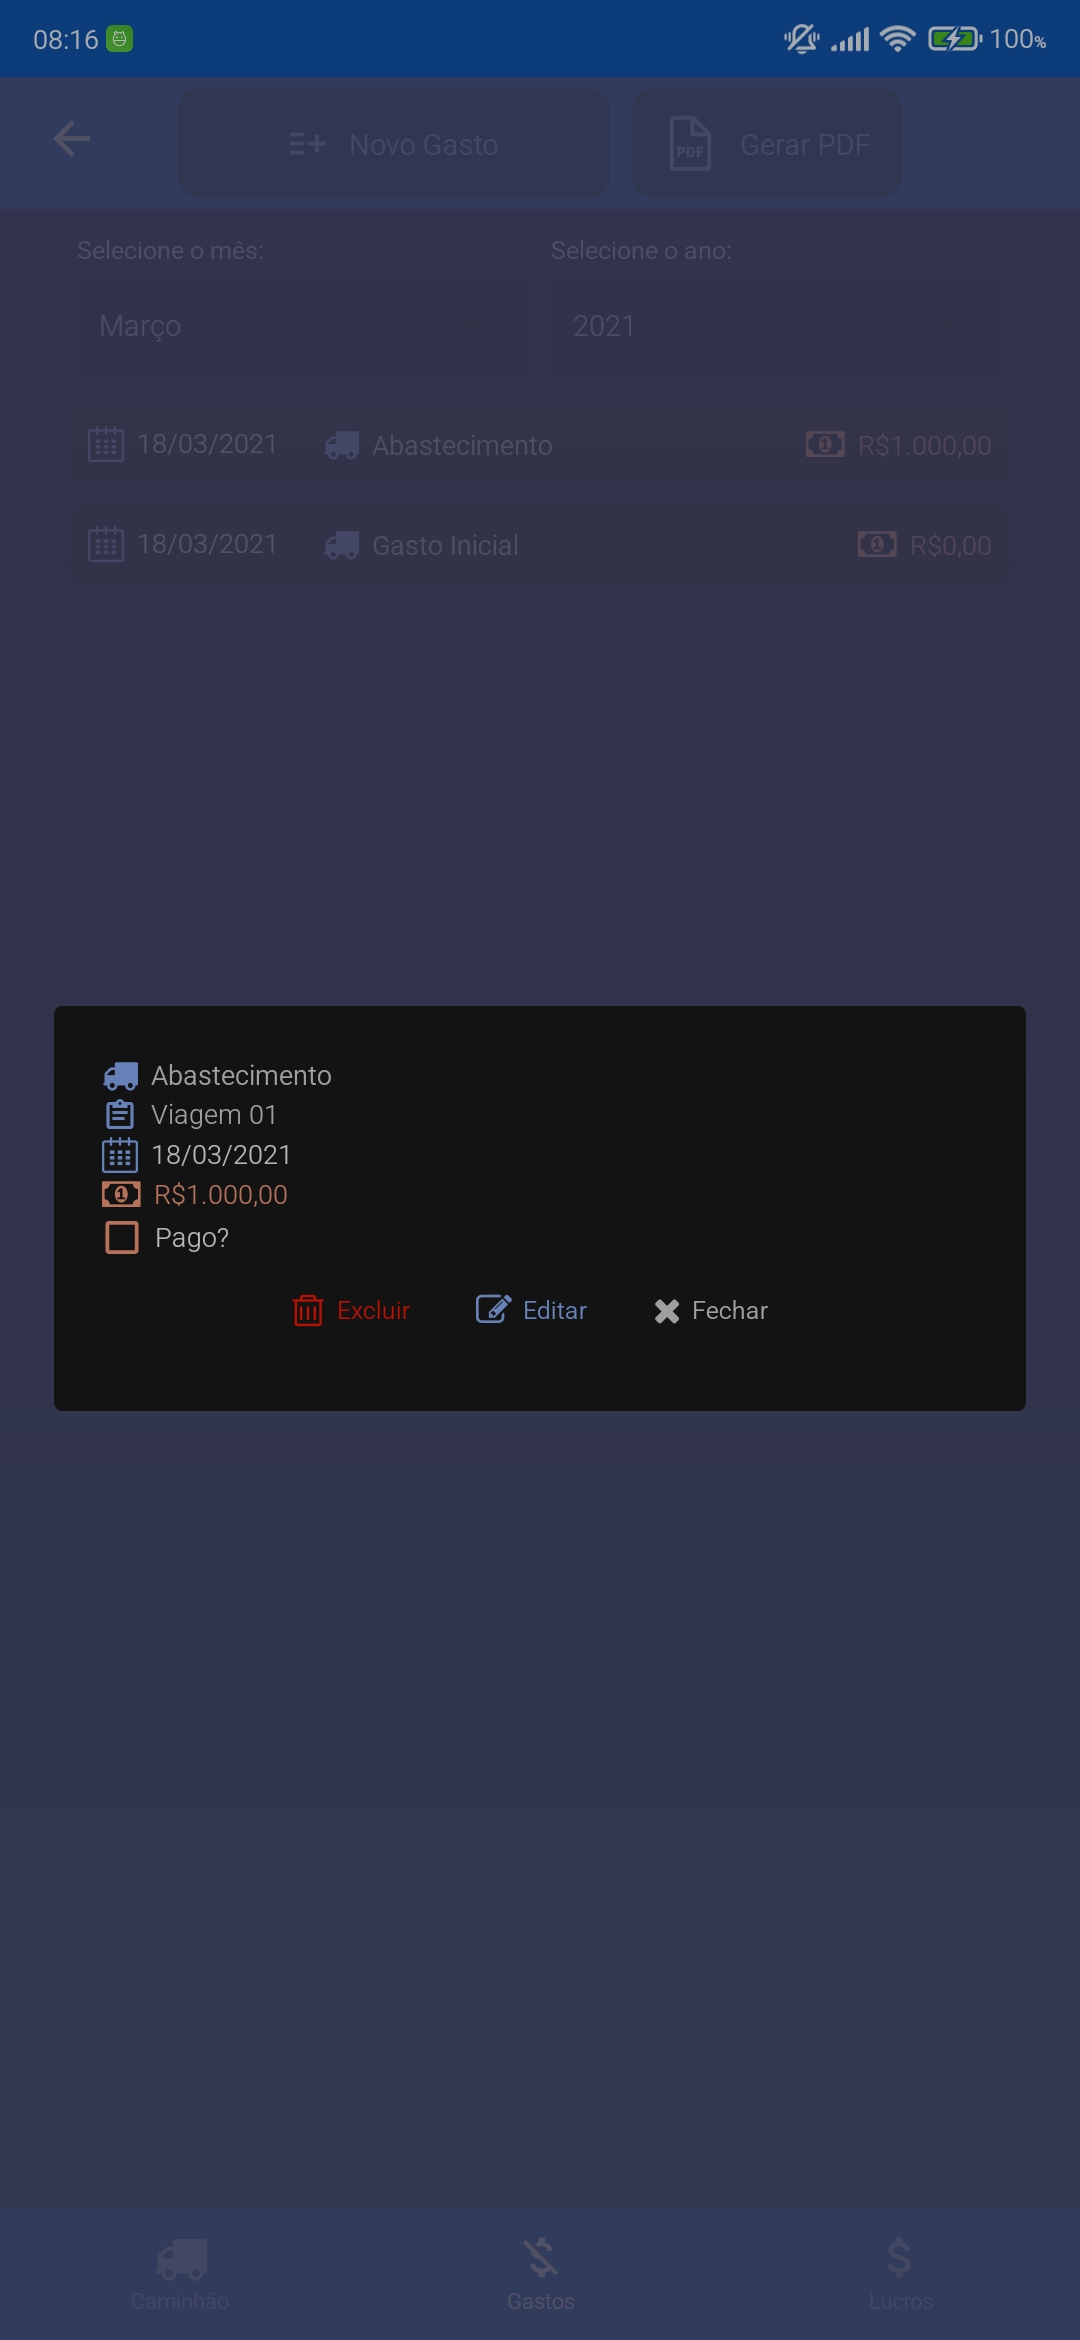 08:16 100%
Novo Gasto Gerar PDF
PDF
Selecione o mês: Selecione o ano:
Março 2021
18/03/2021 Abastecimento R$1.000,00
18/03/2021 Gasto Inicial R$0,00
Abastecimento
Viagem 01
18/03/2021
R$1.000,00
Pago?
Excluir Editar Fechar
Caminhão Gastos Lucros